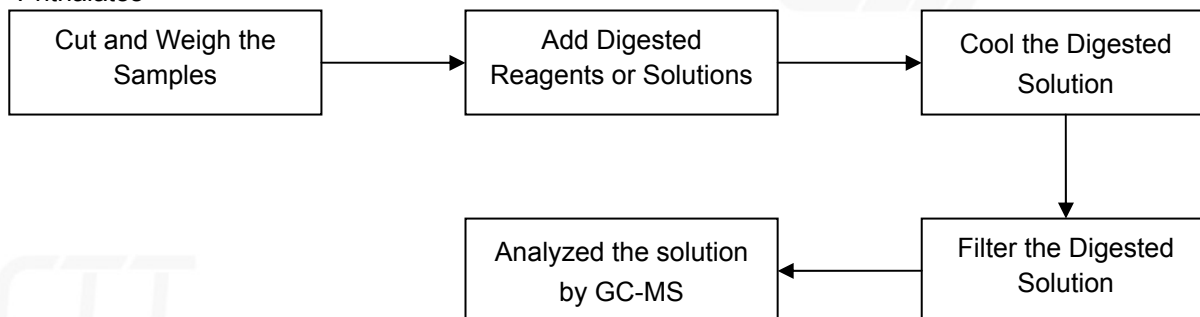 Cut and Weigh the
Samples
Add Digested
Reagents or Solutions
Cool the Digested
Solution
Filter the Digested
Solution
Analyzed the solution
by GC-MS